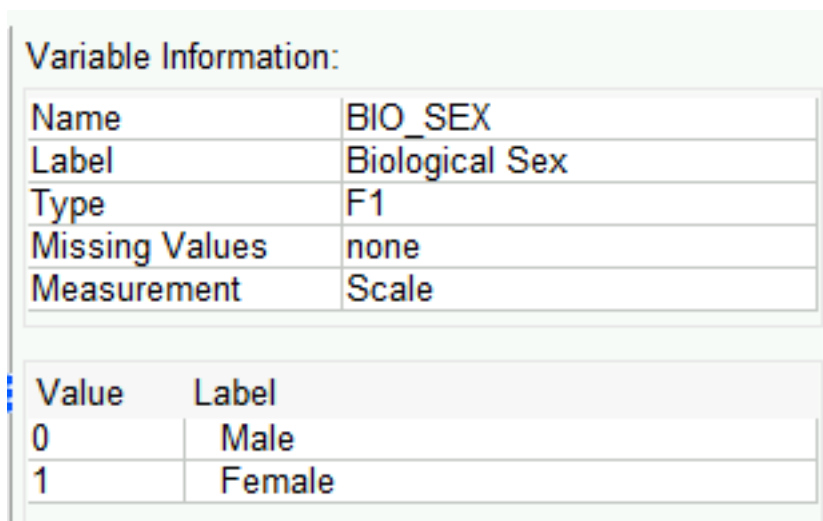 Variable Information:
Name BIO_SEX
Label Biological Sex
Type F1
Missing Values none
Measurement Scale
Value Label
0 Male
1 Female